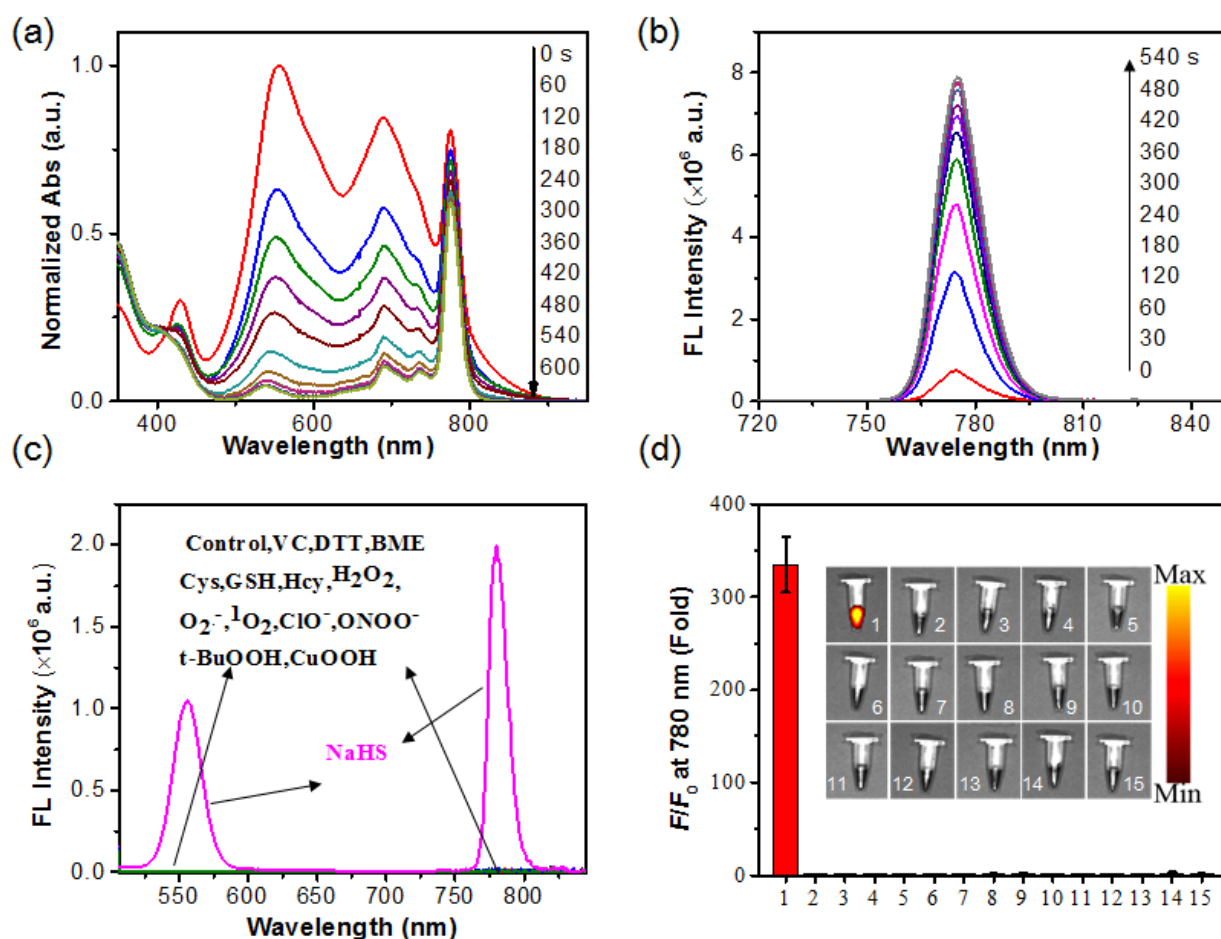 (a)
Normalized Abs (a.u.)
1.0
0.5
0.0
0 s
60
120
180
240
300
360
420
480
540
600
400 500 600 700 800
Wavelength (nm)
(b)
FL Intensity (×10⁶ a.u.)
8
6
4
2
0
540 s
480
420
360
300
240
180
120
60
30
0
720 750 780 810 840
Wavelength (nm)
(c)
FL Intensity (×10⁶ a.u.)
2.0
1.5
1.0
0.5
0.0
Control,VC,DTT,BME
Cys,GSH,Hcy,H2O2,
O2·-,¹O2,ClO⁻,ONOO⁻
t-BuOOH,CuOOH
NaHS
550 600 700 750 800
Wavelength (nm)
(d)
F/F₀ at 780 nm (Fold)
400
300
200
100
0
Max
Min
1 2 3 4 5
6 7 8 9 10
11 12 13 14 15
1 2 3 4 5 6 7 8 9 10 11 12 13 14 15